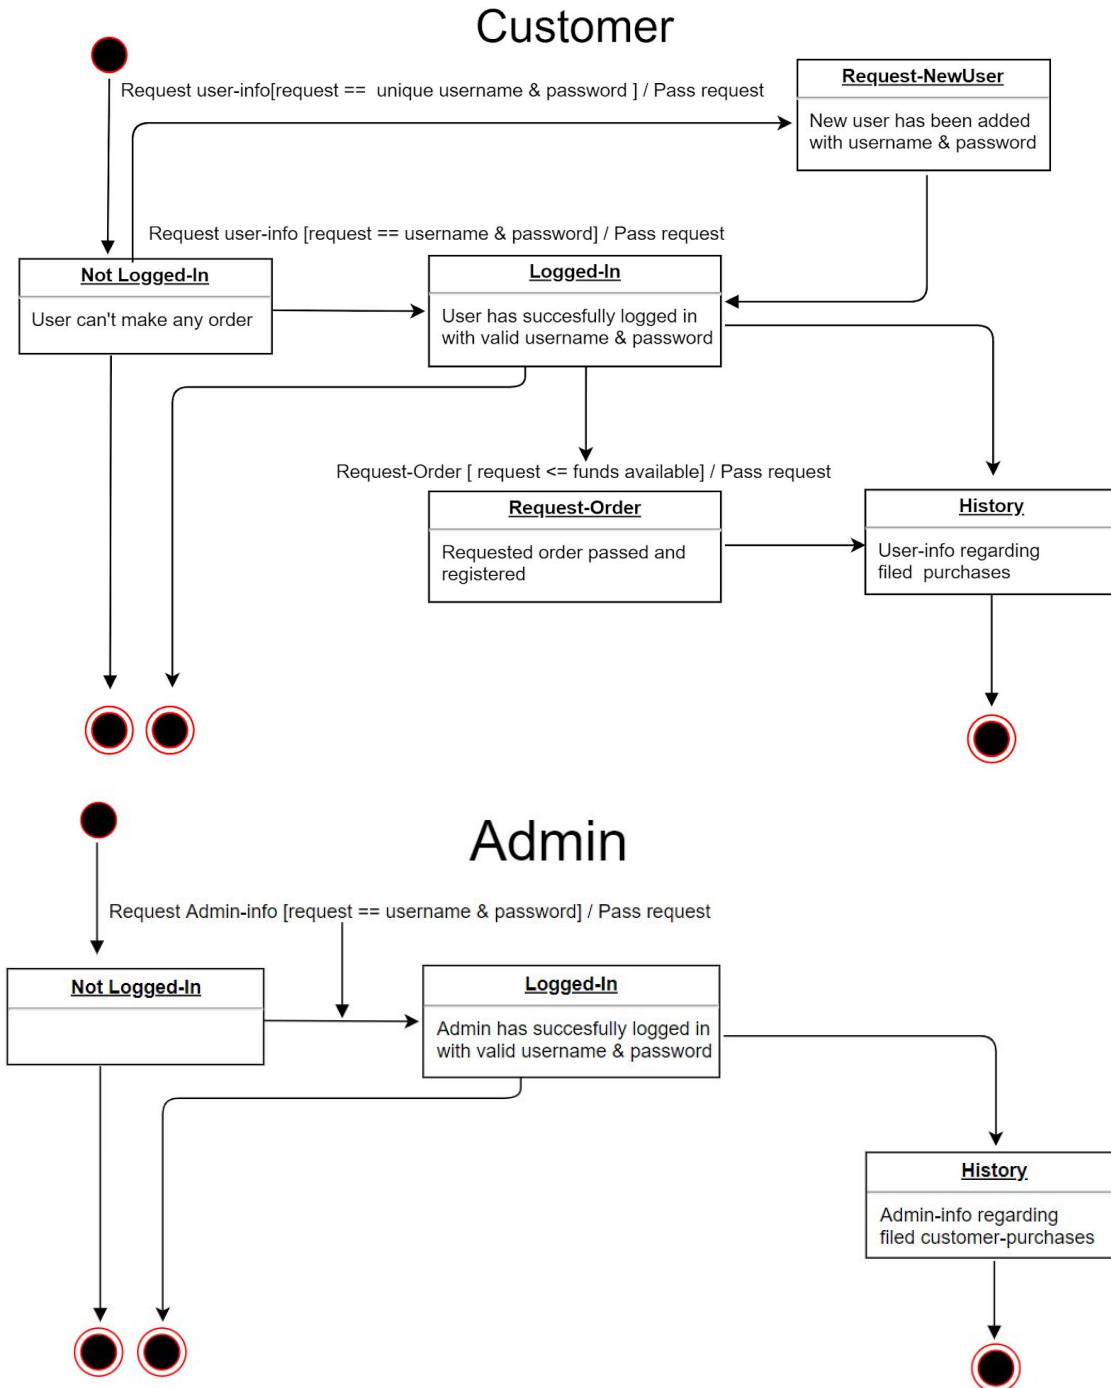 Customer
Request user-info[request == unique username & password ] / Pass request
Request-NewUser
New user has been added
with username & password
Request user-info [request == username & password] / Pass request
Not Logged-In
User can't make any order
Logged-In
User has succesfully logged in
with valid username & password
Request-Order [ request <= funds available] / Pass request
Request-Order
Requested order passed and
registered
History
User-info regarding
filed purchases
Admin
Request Admin-info [request == username & password] / Pass request
Not Logged-In
Logged-In
Admin has succesfully logged in
with valid username & password
History
Admin-info regarding
filed customer-purchases